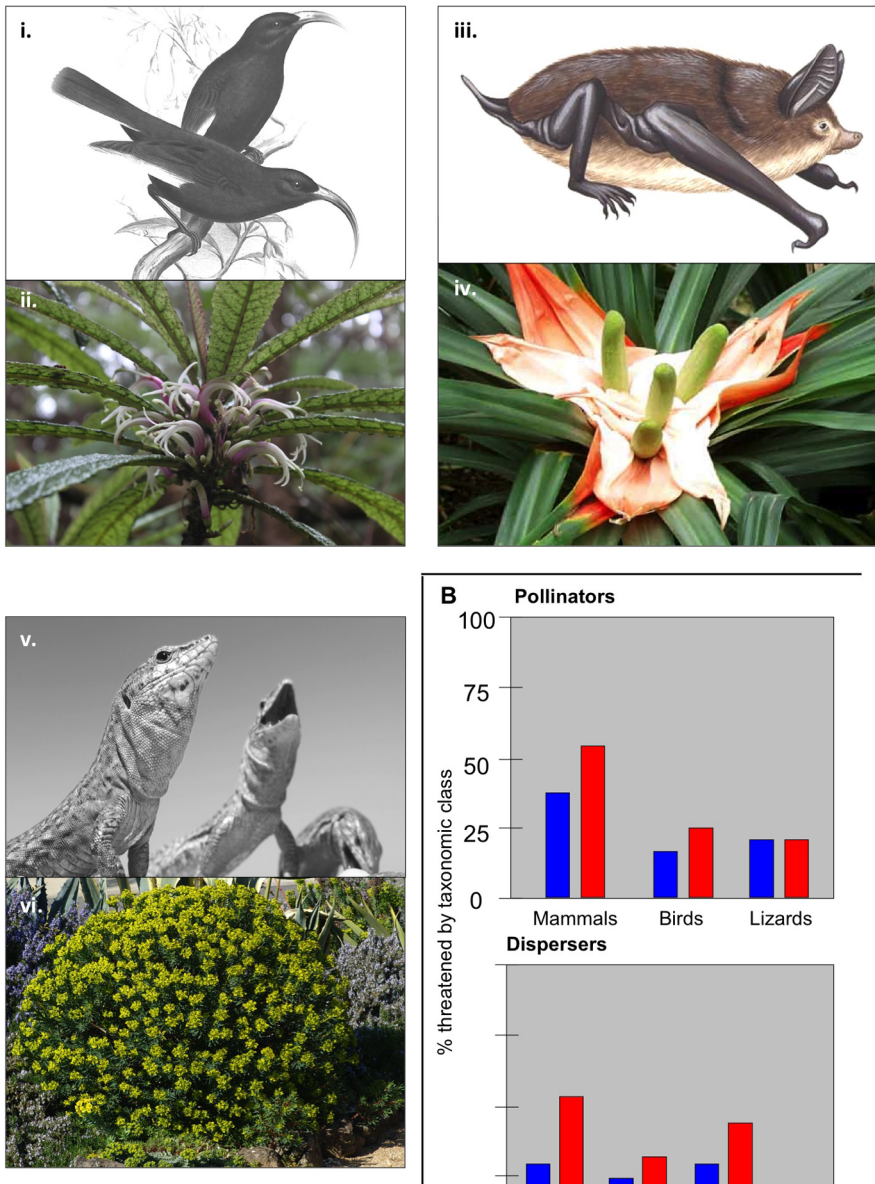 i.
iii.
ii.
iv.
v.
vi.
B
Pollinators
100
75
50
25
0
% threatened by taxonomic class
Mammals Birds Lizards
Dispersers